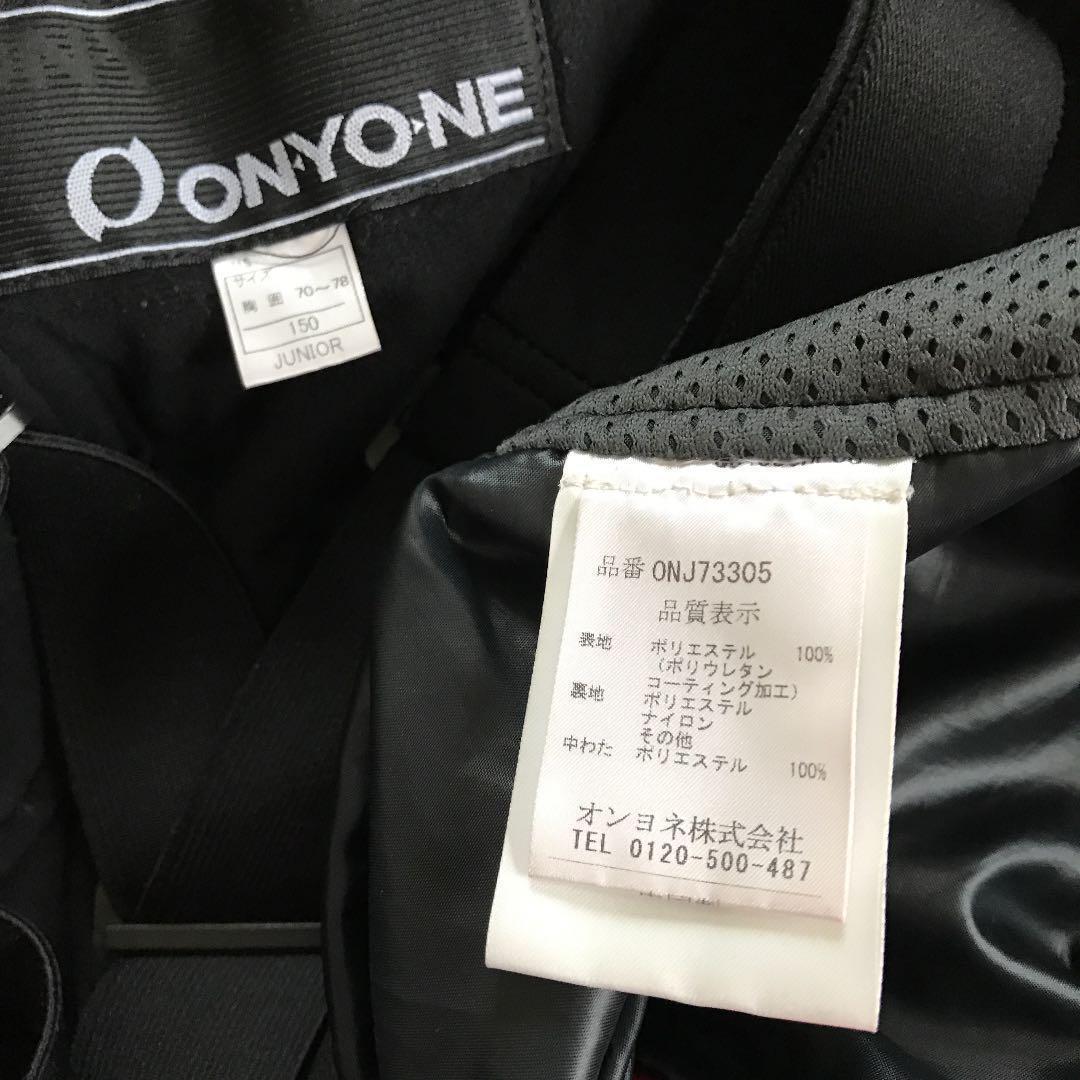 ONYONE
サイズ
胸囲 70~78
150
JUNIOR
品番 ONJ73305
品質表示
表地 ポリエステル 100%
(ポリウレタン
コーティング加工)
裏地 ポリエステル
ナイロン
その他
中わた ポリエステル 100%
オンヨネ株式会社
TEL 0120-500-487